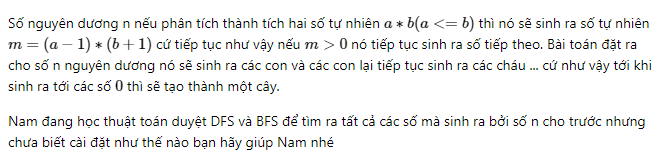 Số nguyên dương n nếu phân tích thành tích hai số tự nhiên a ∗ b(a <= b) thì nó sẽ sinh ra số tự nhiên
m = (a − 1) ∗ (b + 1) cứ tiếp tục như vậy nếu m > 0 nó tiếp tục sinh ra số tiếp theo. Bài toán đặt ra
cho số n nguyên dương nó sẽ sinh ra các con và các con lại tiếp tục sinh ra các cháu ... cứ như vậy tới khi
sinh ra tới các số 0 thì sẽ tạo thành một cây.
Nam đang học thuật toán duyệt DFS và BFS để tìm ra tất cả các số mà sinh ra bởi số n cho trước nhưng
chưa biết cài đặt như thế nào bạn hãy giúp Nam nhé